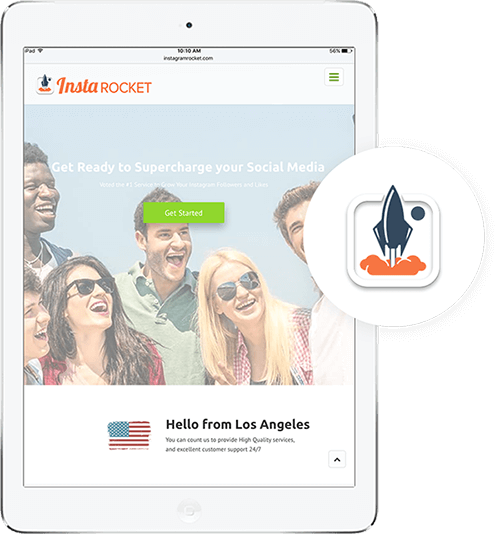 iPad 10:10 AM 56%
instagramrocket.com
Insta ROCKET
Get Ready to Supercharge your Social Media
Get Started
Hello from Los Angeles
You can count us to provide High Quality services,
and excellent customer support 24/7